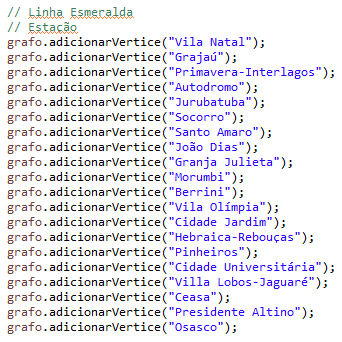 // Linha Esmeralda
// Estação
grafo.adicionarVertice("Vila Natal");
grafo.adicionarVertice("Grajaú");
grafo.adicionarVertice("Primavera-Interlagos");
grafo.adicionarVertice("Autodromo");
grafo.adicionarVertice("Jurubatuba");
grafo.adicionarVertice("Socorro");
grafo.adicionarVertice("Santo Amaro");
grafo.adicionarVertice("João Dias");
grafo.adicionarVertice("Granja Julieta");
grafo.adicionarVertice("Morumbi");
grafo.adicionarVertice("Berrini");
grafo.adicionarVertice("Vila Olímpia");
grafo.adicionarVertice("Cidade Jardim");
grafo.adicionarVertice("Hebraica-Rebouças");
grafo.adicionarVertice("Pinheiros");
grafo.adicionarVertice("Cidade Universitária");
grafo.adicionarVertice("Villa Lobos-Jaguaré");
grafo.adicionarVertice("Ceasa");
grafo.adicionarVertice("Presidente Altino");
grafo.adicionarVertice("Osasco");